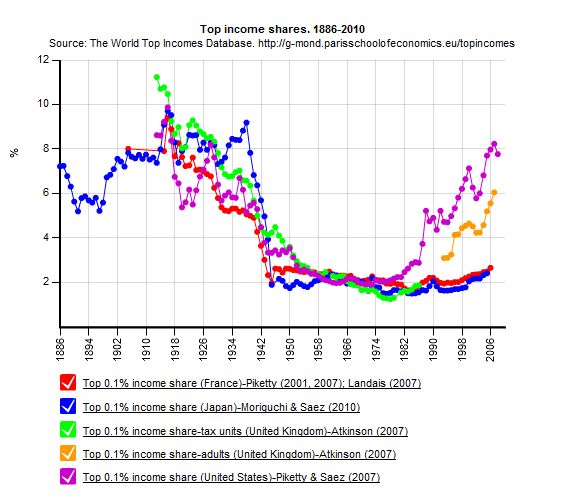 Top income shares. 1886-2010
Source: The World Top Incomes Database. http://g-mond.parisschoolofeconomics.eu/topincomes
12
10
8
6
4
2
%
1886 1894 1902 1910 1918 1926 1934 1942 1950 1958 1966 1974 1982 1990 1998 2006
Top 0.1% income share (France)-Piketty (2001, 2007); Landais (2007)
Top 0.1% income share (Japan)-Moriguchi & Saez (2010)
Top 0.1% income share-tax units (United Kingdom)-Atkinson (2007)
Top 0.1% income share-adults (United Kingdom)-Atkinson (2007)
Top 0.1% income share (United States)-Piketty & Saez (2007)